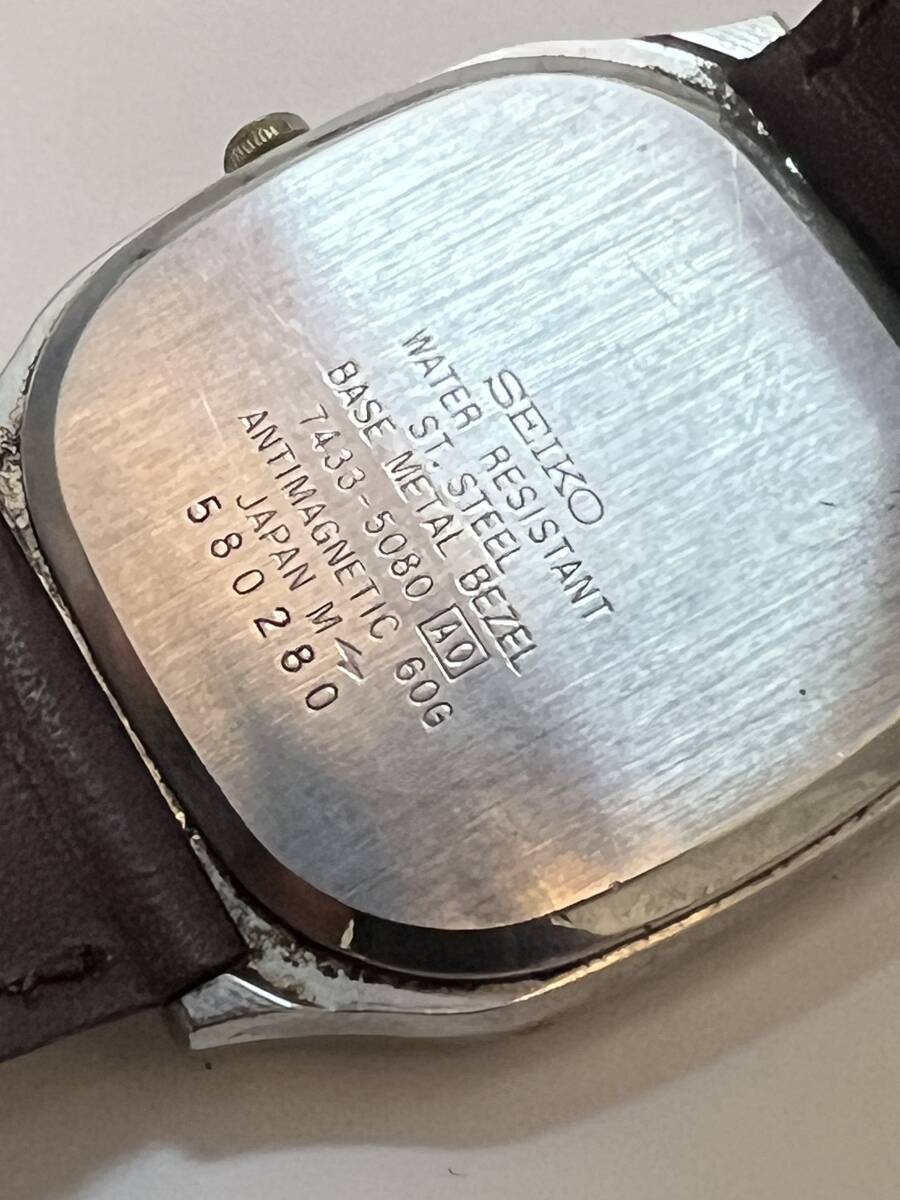 SEIKO
WATER RESISTANT
ST. STEEL
BASE METAL BEZEL
7433-5080 A0
ANTIMAGNETIC 60G
JAPAN M
580280